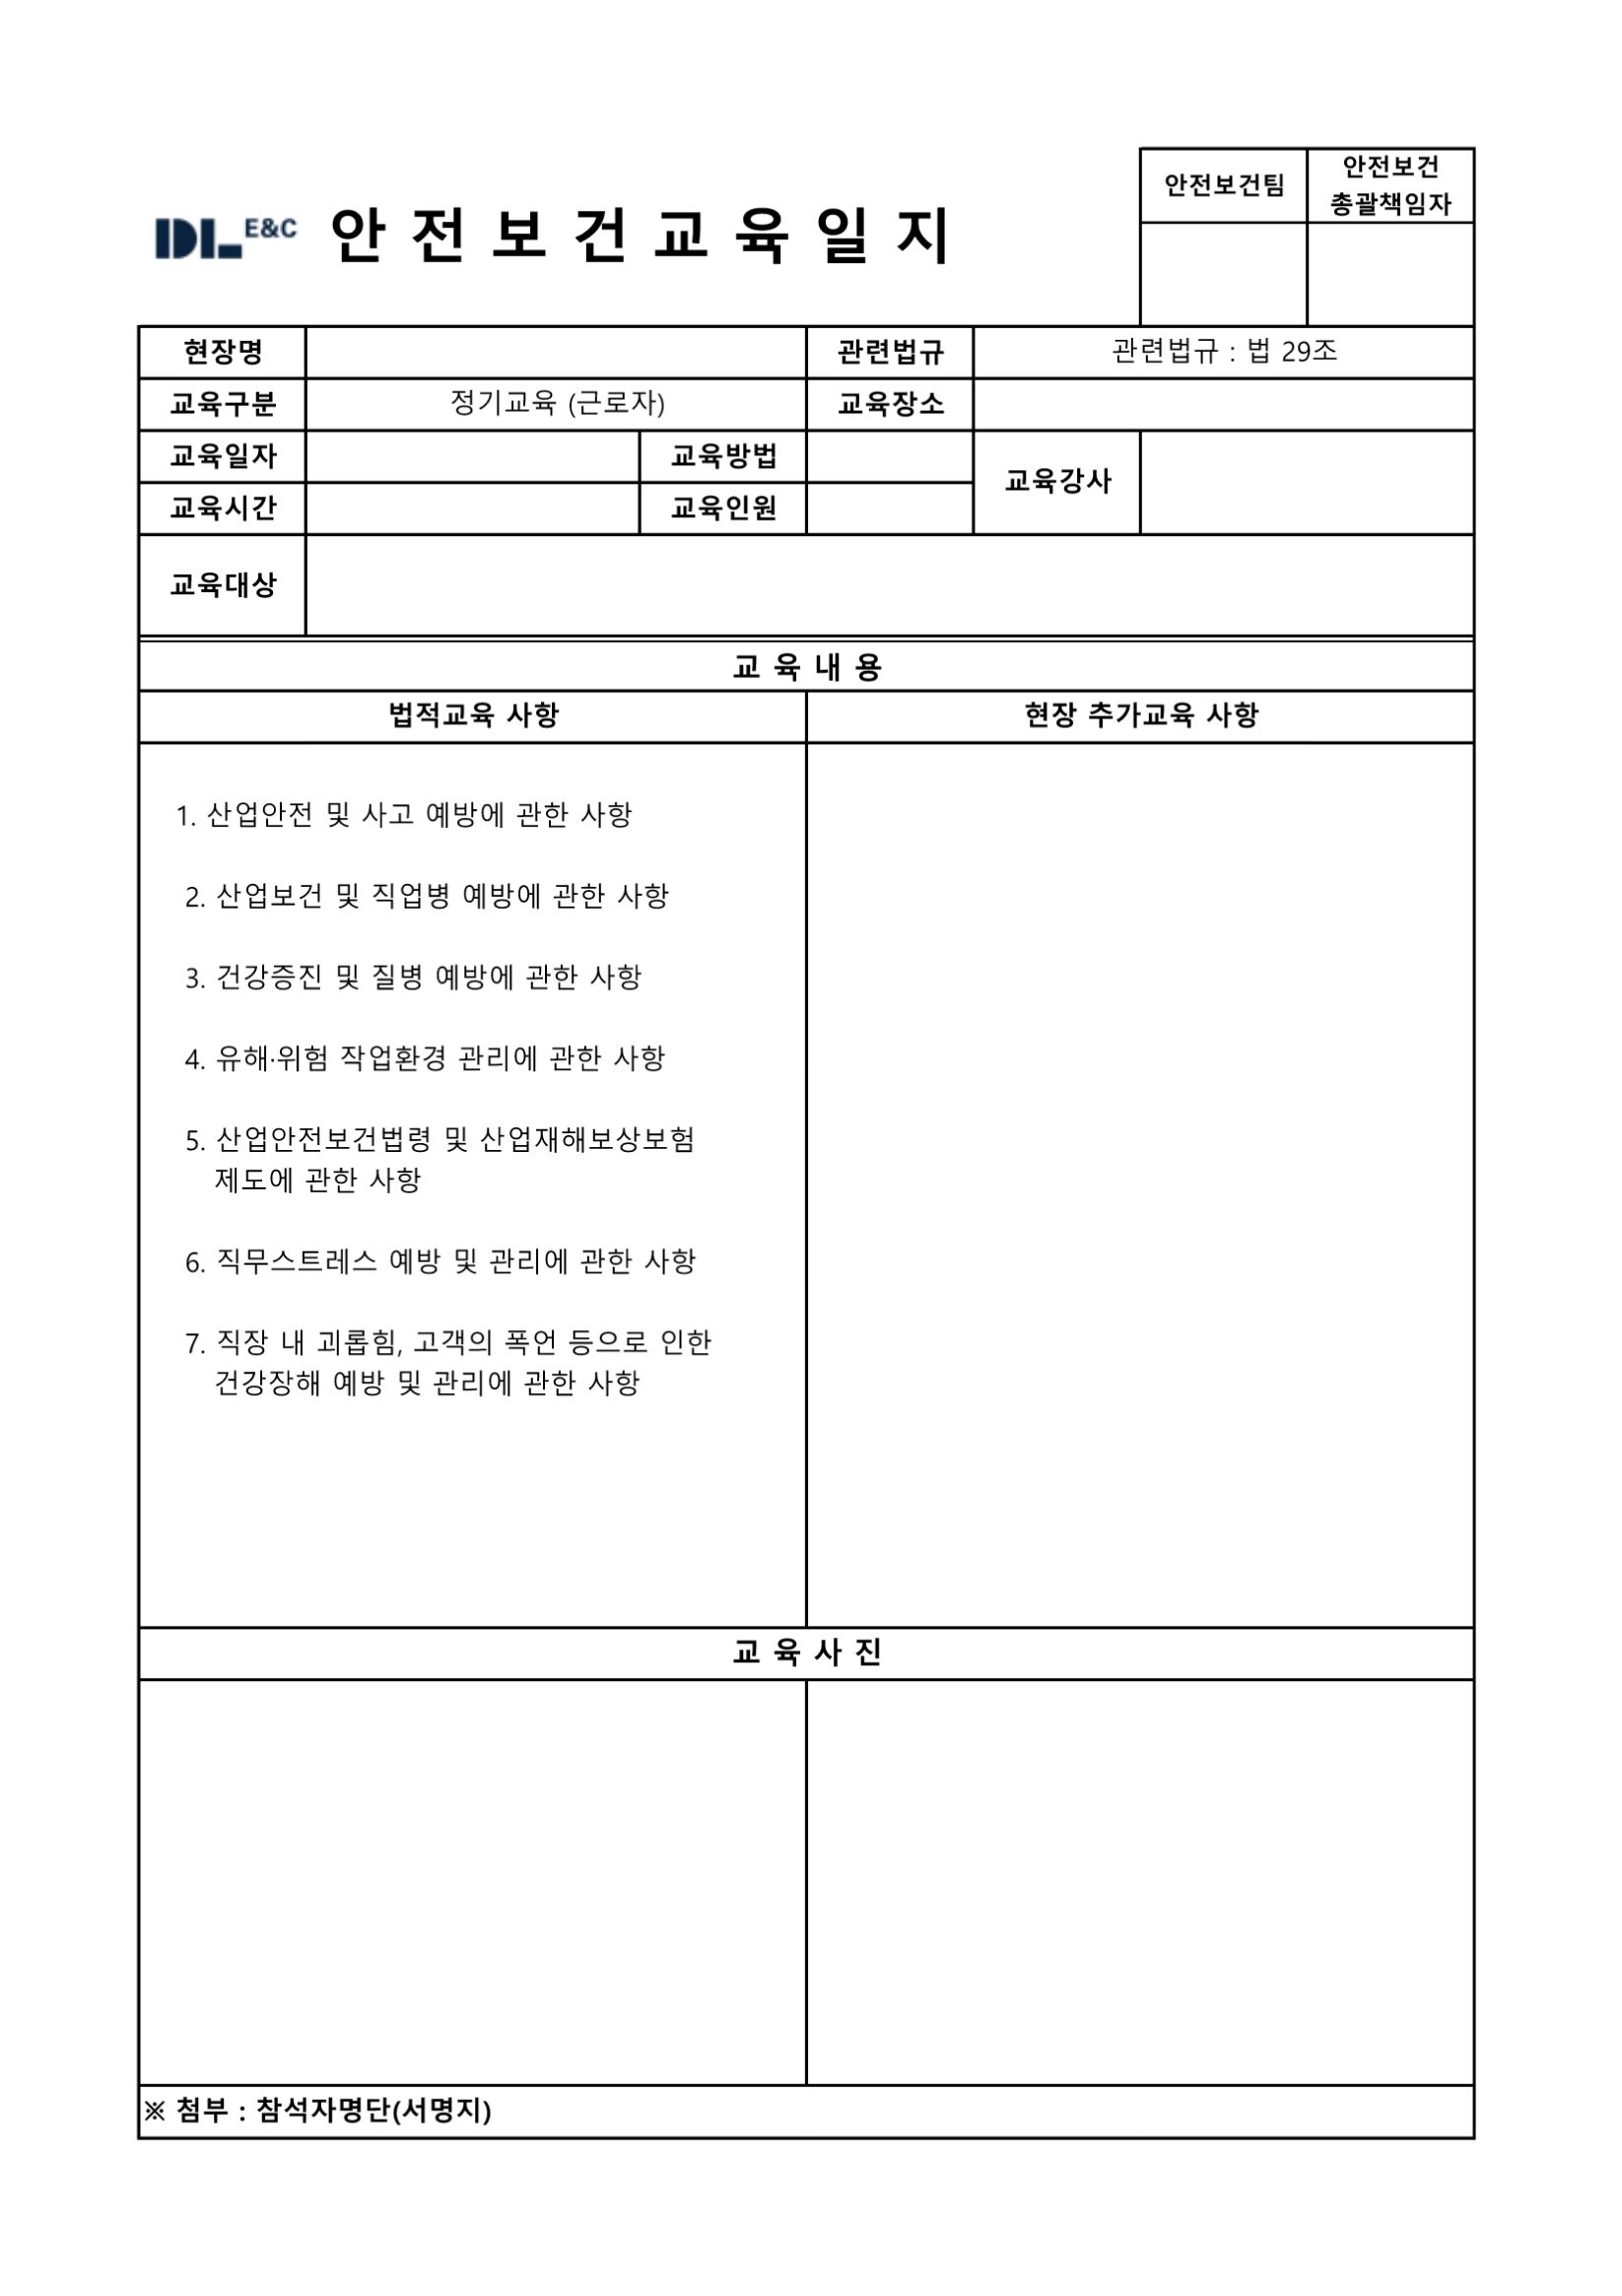 안전보건팀
안전보건
총괄책임자
DL E&C 안 전 보 건 교 육 일 지
현장명 관련법규 관련법규 : 법 29조
교육구분 정기교육 (근로자) 교육장소
교육일자 교육방법
교육강사
교육시간 교육인원
교육대상
교 육 내 용
법적교육 사항 현장 추가교육 사항
1. 산업안전 및 사고 예방에 관한 사항
2. 산업보건 및 직업병 예방에 관한 사항
3. 건강증진 및 질병 예방에 관한 사항
4. 유해·위험 작업환경 관리에 관한 사항
5. 산업안전보건법령 및 산업재해보상보험
제도에 관한 사항
6. 직무스트레스 예방 및 관리에 관한 사항
7. 직장 내 괴롭힘, 고객의 폭언 등으로 인한
건강장해 예방 및 관리에 관한 사항
교 육 사 진
※ 첨부 : 참석자명단(서명지)